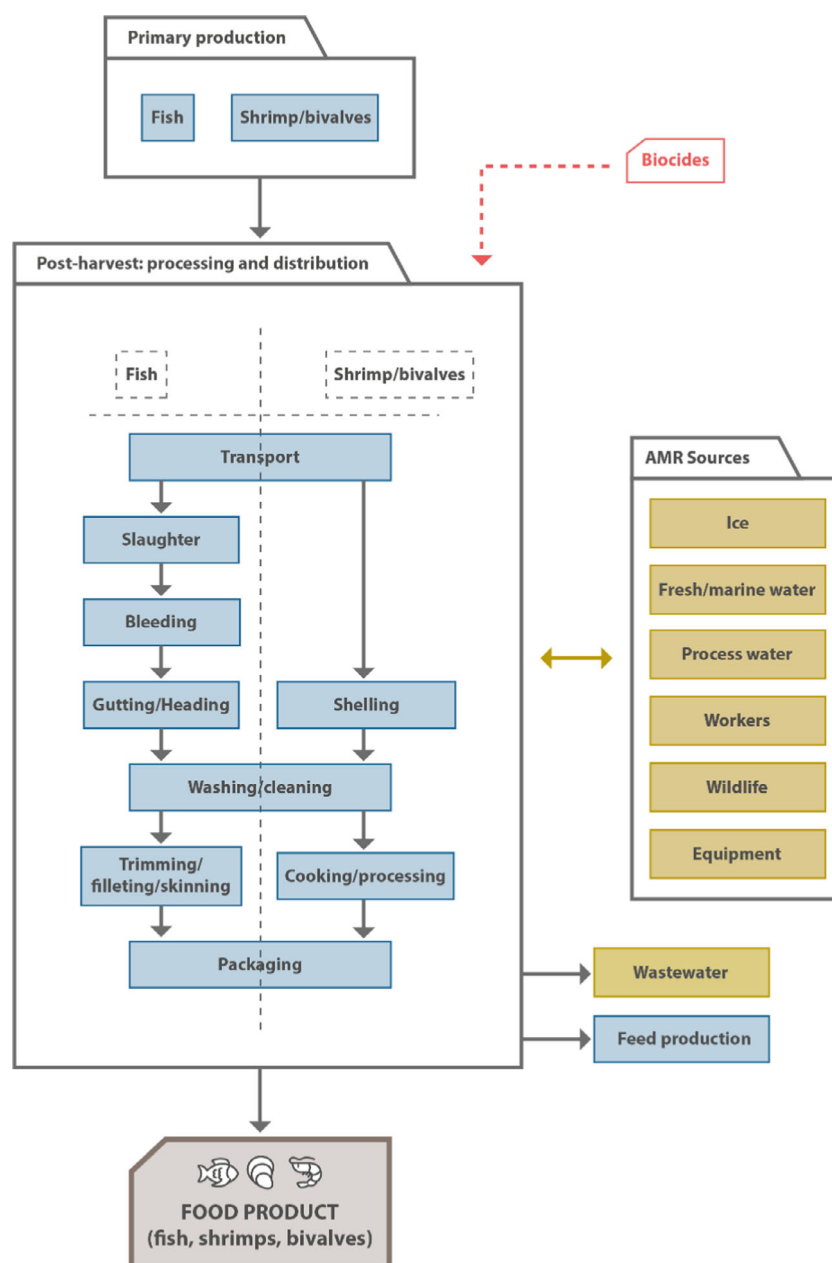 Primary production
Fish
Shrimp/bivalves
Biocides
Post-harvest: processing and distribution
Fish
Shrimp/bivalves
Transport
Slaughter
Bleeding
Gutting/Heading
Shelling
Washing/cleaning
Trimming/
filleting/skinning
Cooking/processing
Packaging
AMR Sources
Ice
Fresh/marine water
Process water
Workers
Wildlife
Equipment
Wastewater
Feed production
FOOD PRODUCT
(fish, shrimps, bivalves)